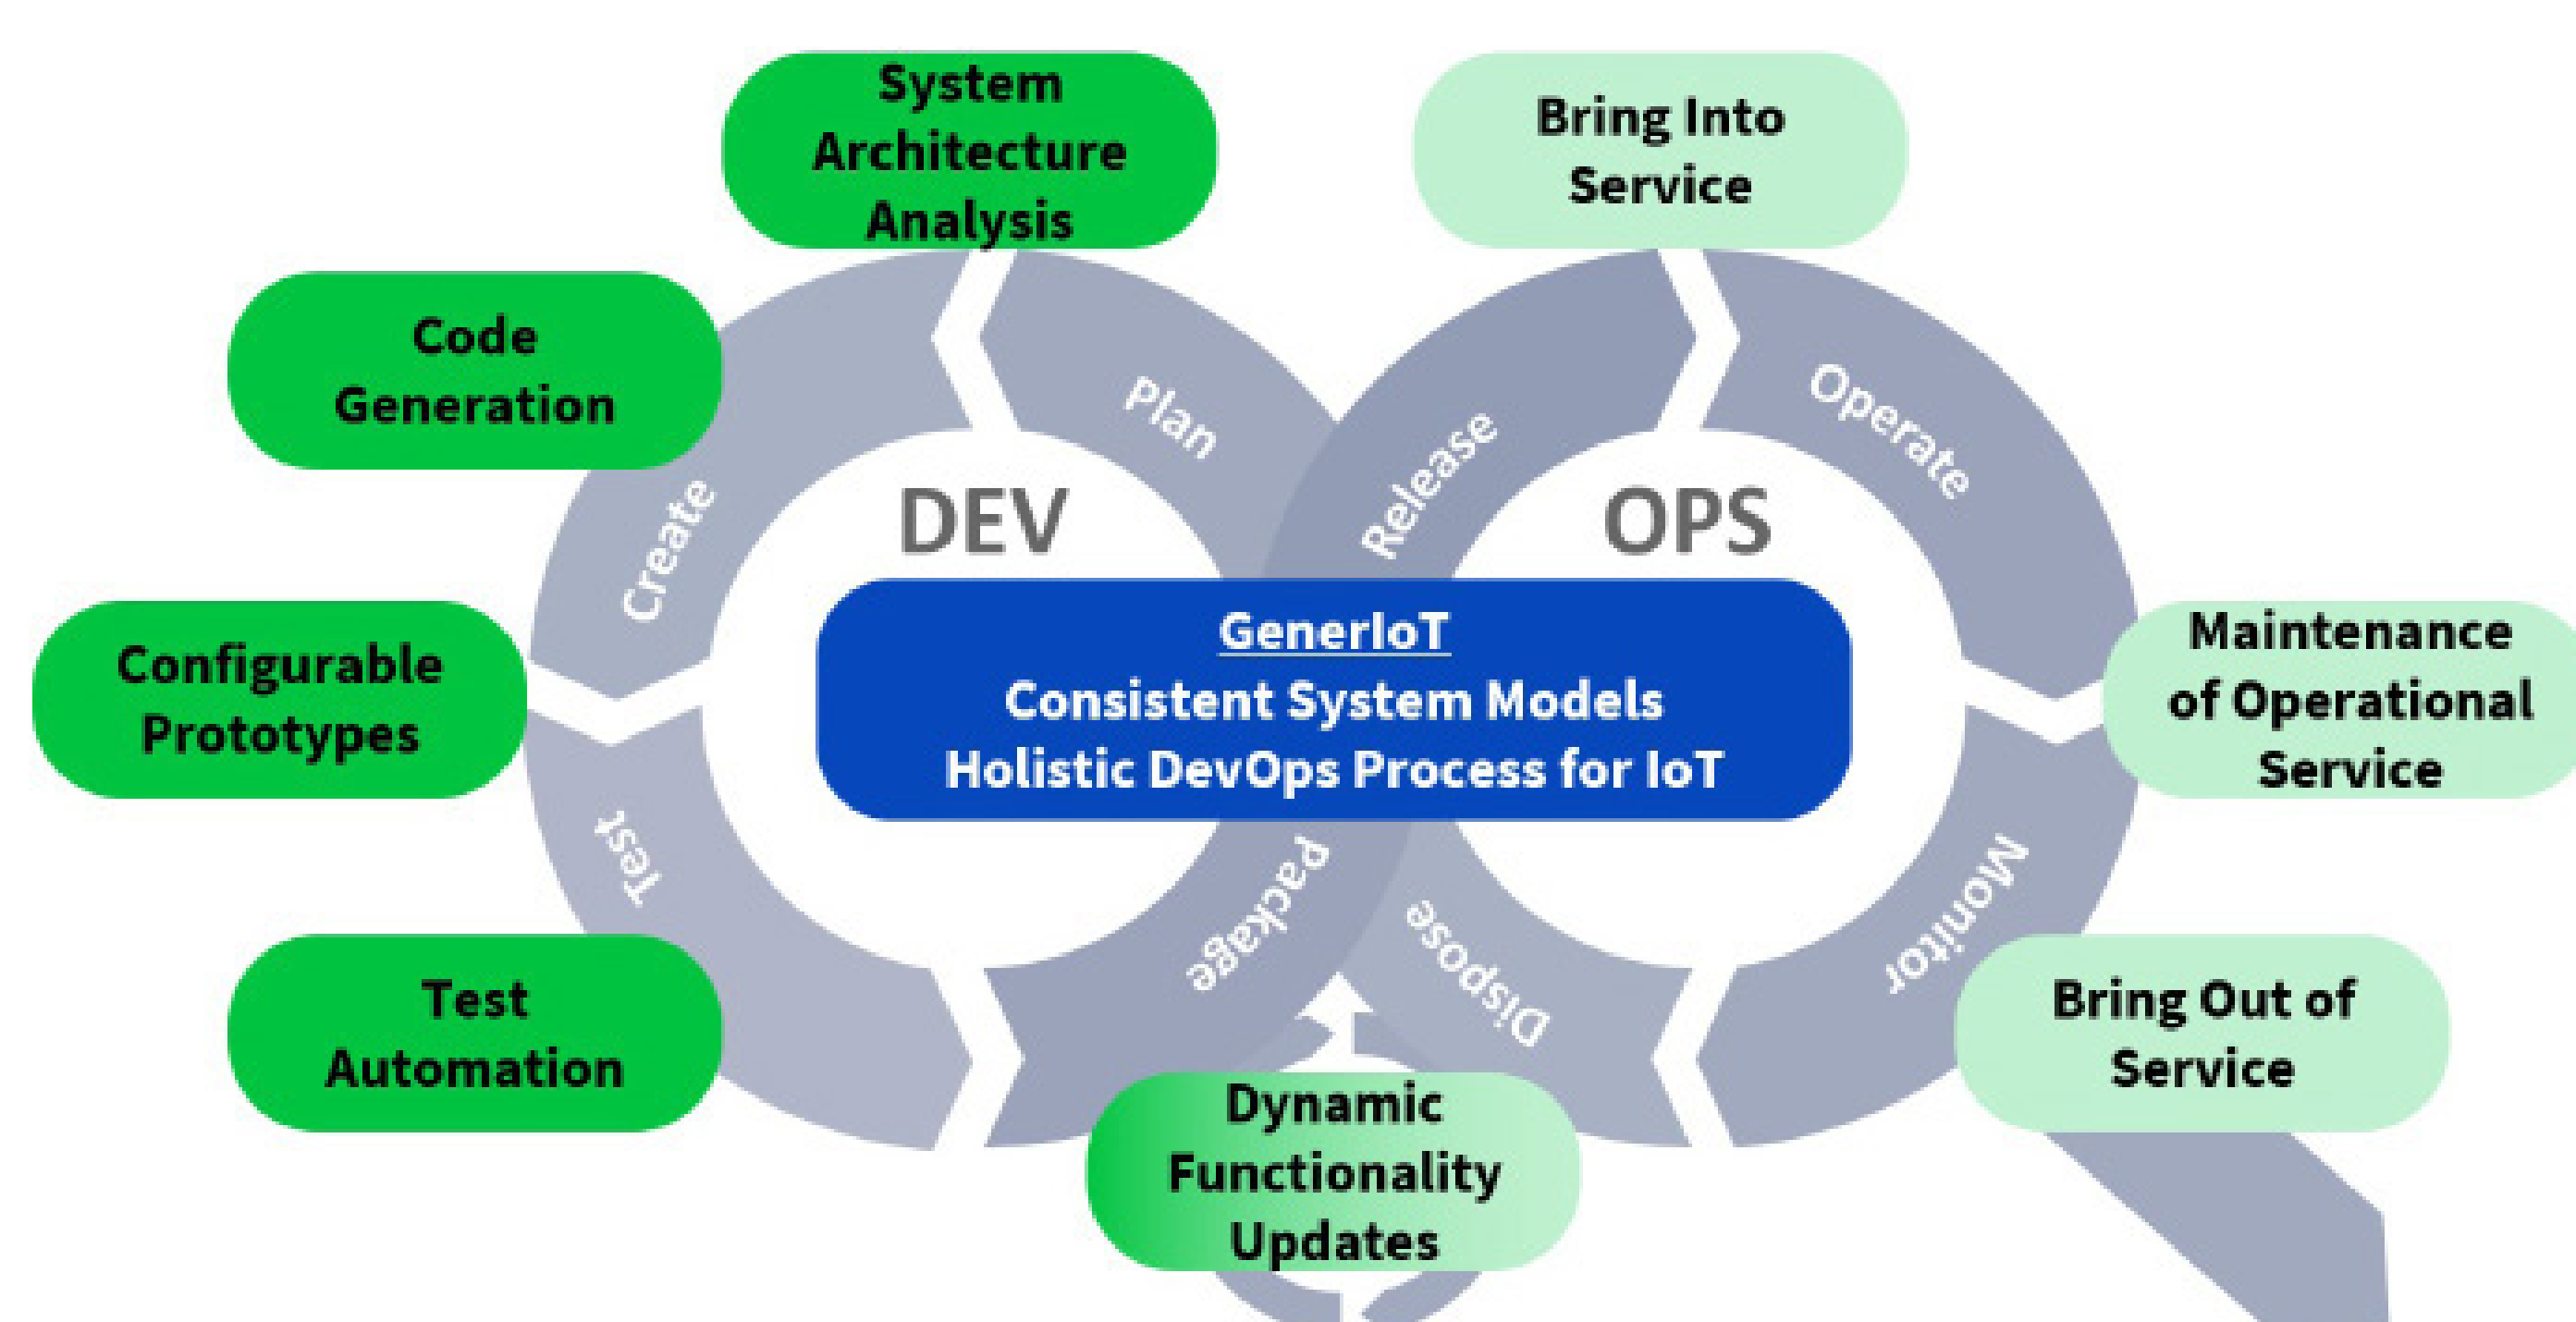 System
Architecture
Analysis
Bring Into
Service
Code
Generation
Plan
Operate
Release
Create
DEV
OPS
GenerIoT
Consistent System Models
Holistic DevOps Process for IoT
Configurable
Prototypes
Maintenance
of Operational
Service
Test
Package
Dispose
Monitor
Test
Automation
Bring Out of
Service
Dynamic
Functionality
Updates